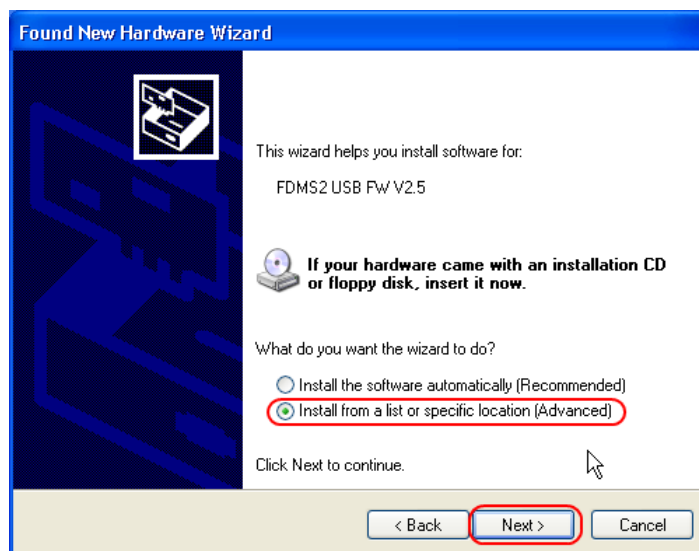 Found New Hardware Wizard
This wizard helps you install software for:
FDMS2 USB FW V2.5
If your hardware came with an installation CD
or floppy disk, insert it now.
What do you want the wizard to do?
Install the software automatically (Recommended)
Install from a list or specific location (Advanced)
Click Next to continue.
< Back Next > Cancel